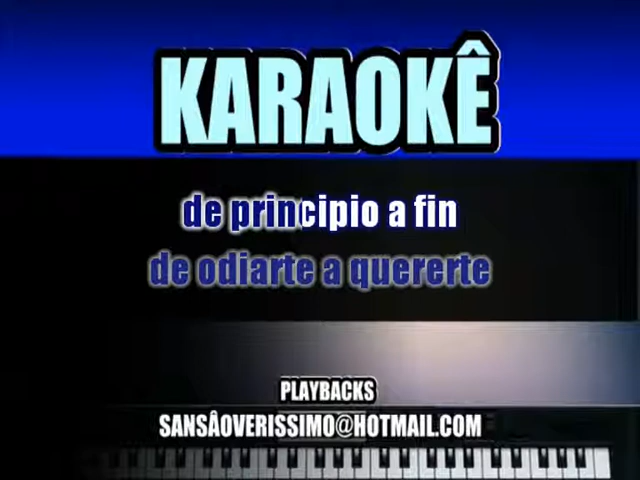 KARAOKÊ
de principio a fin
de odiarte a quererte
PLAYBACKS
SANSÂOVERISSIMO@HOTMAIL.COM